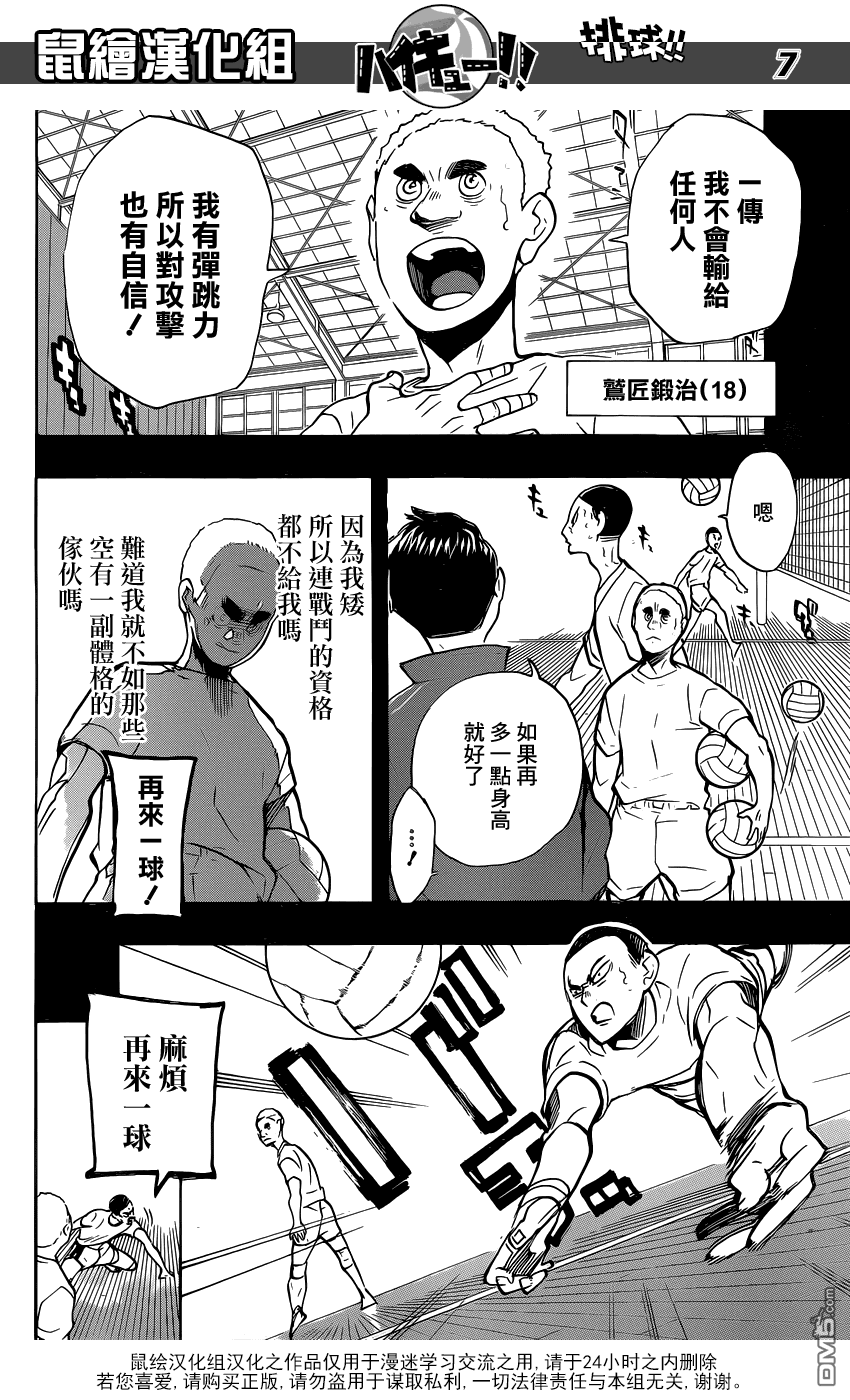 鼠繪漢化組
ハイキュー!!
排球!!
7
一傳
我不會輸給
任何人
我有彈跳力
所以對攻擊
也有自信！
鷲匠鍛治(18)
嗯
如果再
多一點身高
就好了
…！
因為我矮
所以連戰鬥的資格
都不給我嗎
難道我就不如那些
空有一副體格的
傢伙嗎
再來一球！
麻煩
再來一球
DM5.com
鼠绘汉化组汉化之作品仅用于漫迷学习交流之用, 请于24小时之内删除
若您喜爱, 请购买正版, 请勿用于谋取私利, 一切法律责任与本组无关, 谢谢.